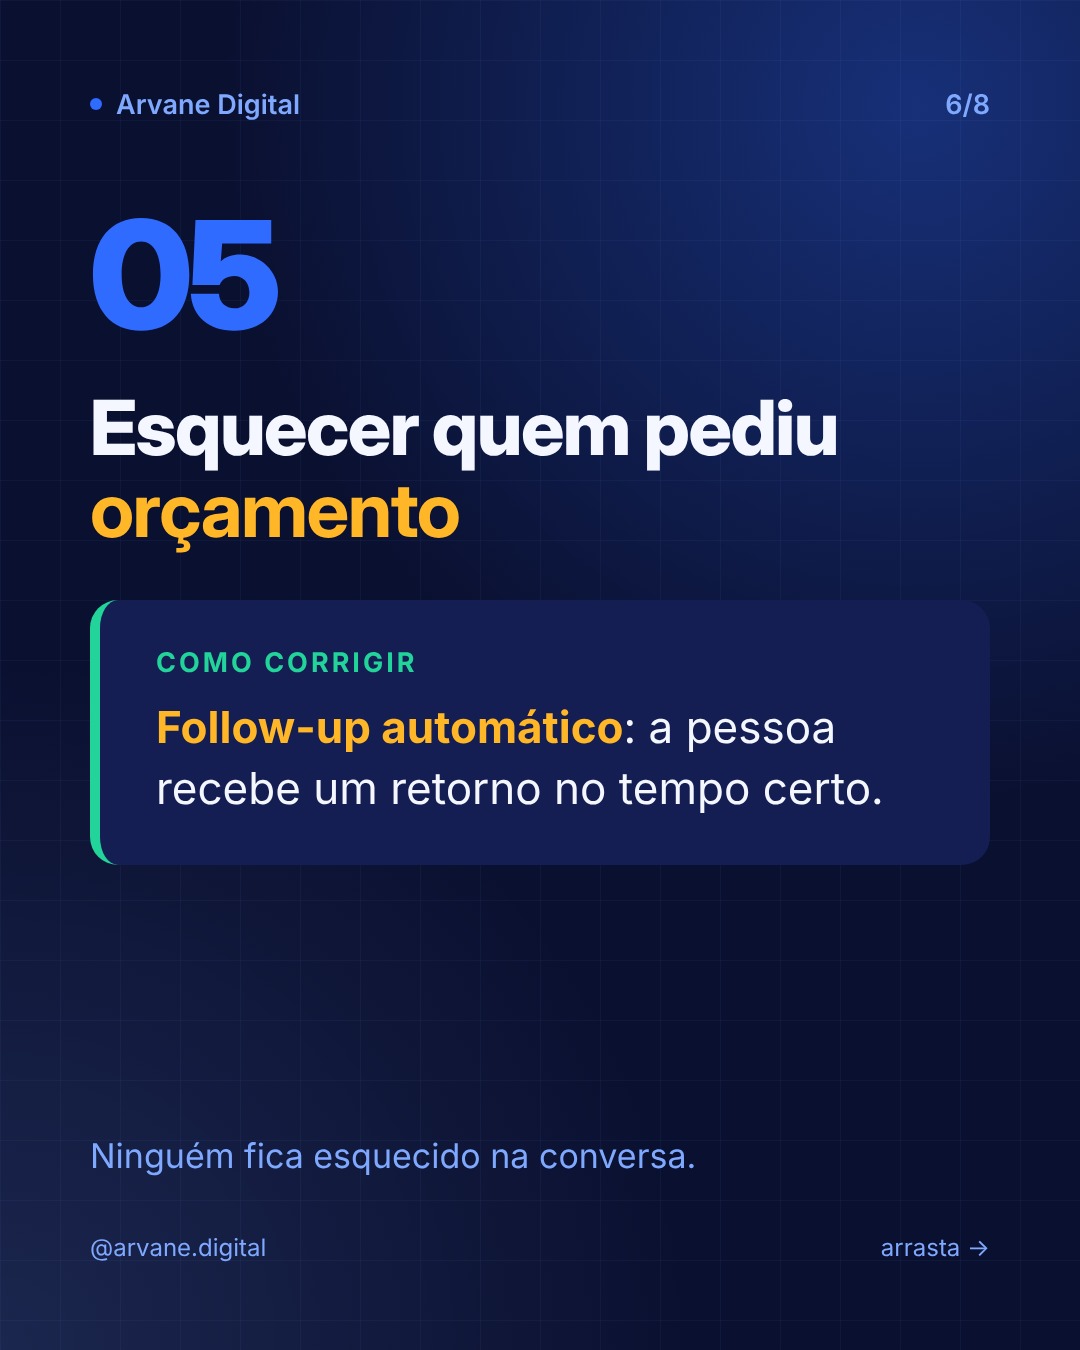 Arvane Digital
6/8
05
Esquecer quem pediu
orçamento
COMO CORRIGIR
Follow-up automático: a pessoa
recebe um retorno no tempo certo.
Ninguém fica esquecido na conversa.
@arvane.digital
arrasta →